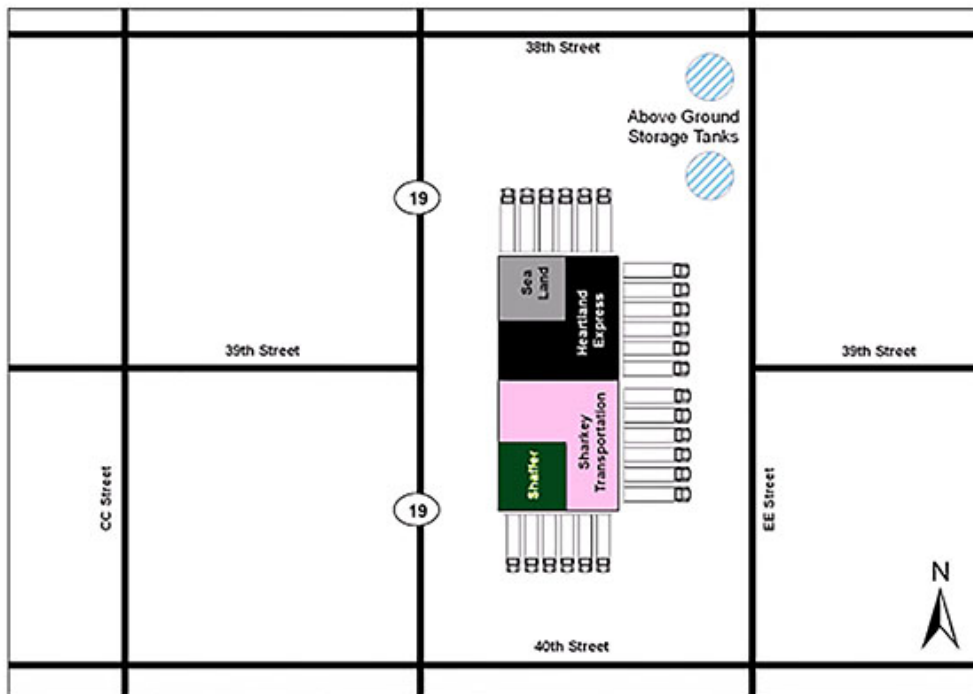 38th Street
Above Ground
Storage Tanks
19
Sea
Land
Heartland
Express
39th Street
39th Street
Sharkey
Transportation
Shaffer
CC Street
19
EE Street
N
40th Street